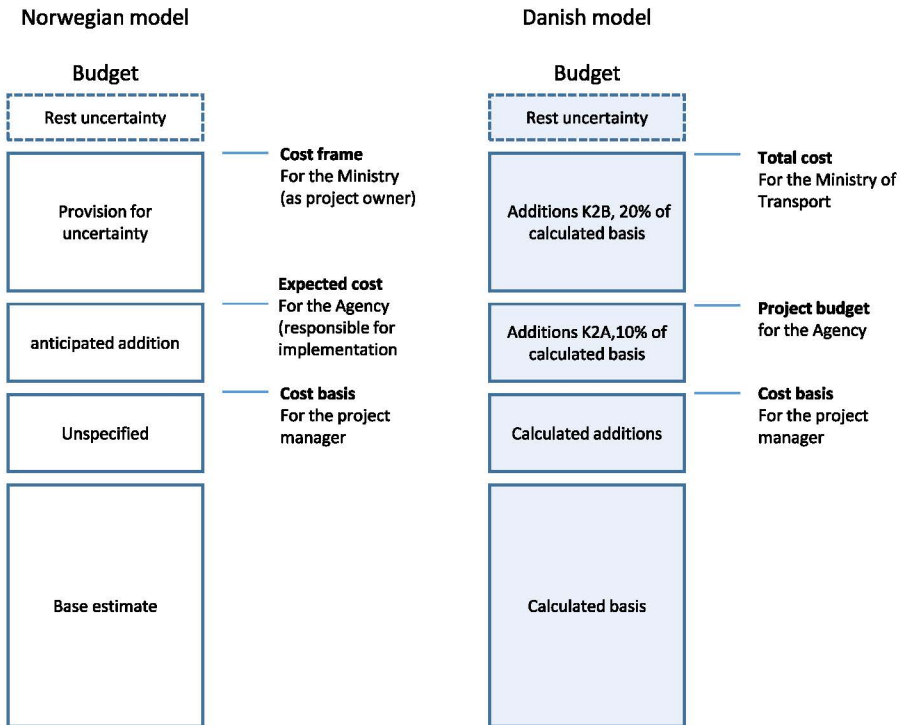 Norwegian model
Budget
Rest uncertainty
Cost frame
For the Ministry
(as project owner)
Provision for
uncertainty
Expected cost
For the Agency
(responsible for
implementation
anticipated addition
Cost basis
For the project
manager
Unspecified
Base estimate
Danish model
Budget
Rest uncertainty
Total cost
For the Ministry of
Transport
Additions K2B, 20% of
calculated basis
Project budget
for the Agency
Additions K2A,10% of
calculated basis
Cost basis
For the project
manager
Calculated additions
Calculated basis